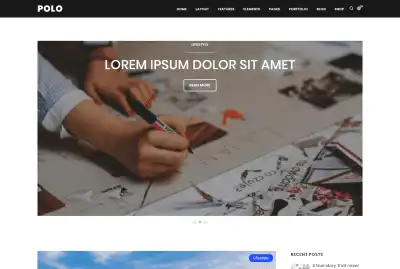 POLO
HOME LAYOUT FEATURES ELEMENTS PAGES PORTFOLIO BLOG SHOP
LIFESTYLE
LOREM IPSUM DOLOR SIT AMET
READ MORE
Lifestyle
RECENT POSTS
A true story, that never